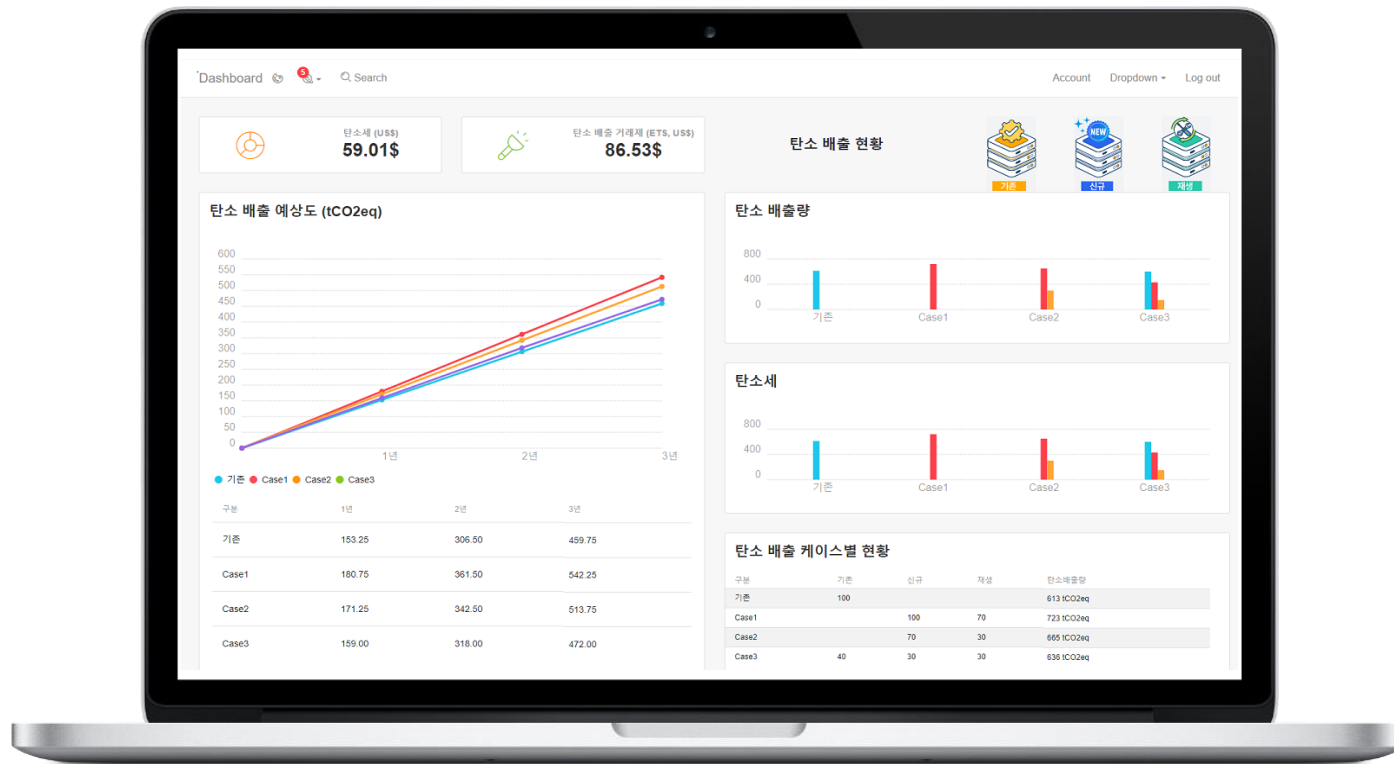 Dashboard 5 Search Account Dropdown Log out
탄소세 (US$)
59.01$
탄소 배출 거래제 (ETS, US$)
86.53$
탄소 배출 현황
NEW
기존 신규 재생
탄소 배출 예상도 (tCO2eq)
600
550
500
450
400
350
300
250
200
150
100
50
0
1년 2년 3년
기존 Case1 Case2 Case3
구분 1년 2년 3년
기존 153.25 306.50 459.75
Case1 180.75 361.50 542.25
Case2 171.25 342.50 513.75
Case3 159.00 318.00 472.00
탄소 배출량
800
400
0
기존 Case1 Case2 Case3
탄소세
800
400
0
기존 Case1 Case2 Case3
탄소 배출 케이스별 현황
구분 기존 신규 재생 탄소배출량
기존 100 613 tCO2eq
Case1 100 70 723 tCO2eq
Case2 70 30 665 tCO2eq
Case3 40 30 30 636 tCO2eq